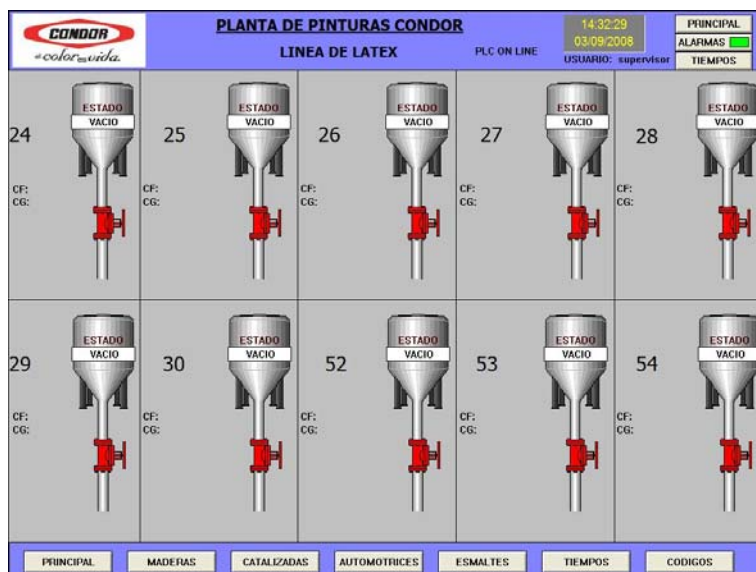 CONDOR
el color de la vida.
PLANTA DE PINTURAS CONDOR
LINEA DE LATEX
PLC ON LINE
14:32:29
03/09/2008
USUARIO: supervisor
PRINCIPAL
ALARMAS
TIEMPOS
24
ESTADO
VACIO
CF:
CG:
25
ESTADO
VACIO
CF:
CG:
26
ESTADO
VACIO
CF:
CG:
27
ESTADO
VACIO
CF:
CG:
28
ESTADO
VACIO
CF:
CG:
29
ESTADO
VACIO
CF:
CG:
30
ESTADO
VACIO
CF:
CG:
52
ESTADO
VACIO
CF:
CG:
53
ESTADO
VACIO
CF:
CG:
54
ESTADO
VACIO
CF:
CG:
PRINCIPAL
MADERAS
CATALIZADAS
AUTOMOTRICES
ESMALTES
TIEMPOS
CODIGOS